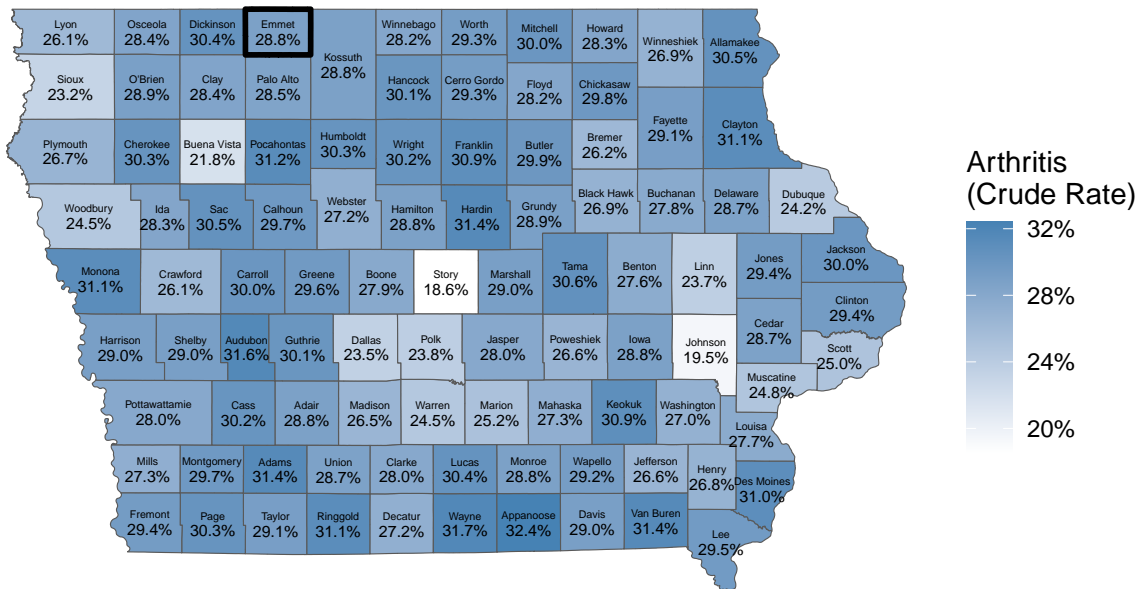 Lyon
26.1%
Osceola
28.4%
Dickinson
30.4%
Emmet
28.8%
Kossuth
28.8%
Winnebago
28.2%
Worth
29.3%
Mitchell
30.0%
Howard
28.3%
Winneshiek
26.9%
Allamakee
30.5%
Sioux
23.2%
O'Brien
28.9%
Clay
28.4%
Palo Alto
28.5%
Hancock
30.1%
Cerro Gordo
29.3%
Floyd
28.2%
Chickasaw
29.8%
Plymouth
26.7%
Cherokee
30.3%
Buena Vista
21.8%
Pocahontas
31.2%
Humboldt
30.3%
Wright
30.2%
Franklin
30.9%
Butler
29.9%
Bremer
26.2%
Fayette
29.1%
Clayton
31.1%
Woodbury
24.5%
Ida
28.3%
Sac
30.5%
Calhoun
29.7%
Webster
27.2%
Hamilton
28.8%
Hardin
31.4%
Grundy
28.9%
Black Hawk
26.9%
Buchanan
27.8%
Delaware
28.7%
Dubuque
24.2%
Monona
31.1%
Crawford
26.1%
Carroll
30.0%
Greene
29.6%
Boone
27.9%
Story
18.6%
Marshall
29.0%
Tama
30.6%
Benton
27.6%
Linn
23.7%
Jones
29.4%
Jackson
30.0%
Clinton
29.4%
Harrison
29.0%
Shelby
29.0%
Audubon
31.6%
Guthrie
30.1%
Dallas
23.5%
Polk
23.8%
Jasper
28.0%
Poweshiek
26.6%
Iowa
28.8%
Johnson
19.5%
Cedar
28.7%
Scott
25.0%
Muscatine
24.8%
Pottawattamie
28.0%
Cass
30.2%
Adair
28.8%
Madison
26.5%
Warren
24.5%
Marion
25.2%
Mahaska
27.3%
Keokuk
30.9%
Washington
27.0%
Louisa
27.7%
Mills
27.3%
Montgomery
29.7%
Adams
31.4%
Union
28.7%
Clarke
28.0%
Lucas
30.4%
Monroe
28.8%
Wapello
29.2%
Jefferson
26.6%
Henry
26.8%
Des Moines
31.0%
Fremont
29.4%
Page
30.3%
Taylor
29.1%
Ringgold
31.1%
Decatur
27.2%
Wayne
31.7%
Appanoose
32.4%
Davis
29.0%
Van Buren
31.4%
Lee
29.5%
Arthritis
(Crude Rate)
32%
28%
24%
20%